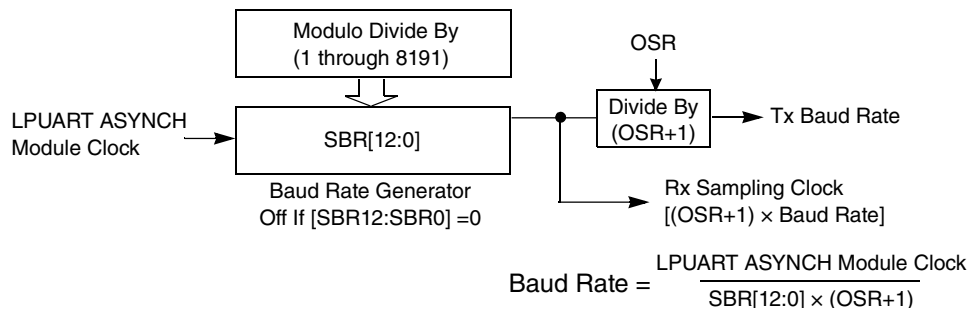 Modulo Divide By
(1 through 8191)
OSR
LPUART ASYNCH
Module Clock
SBR[12:0]
Divide By
(OSR+1)
Tx Baud Rate
Baud Rate Generator
Off If [SBR12:SBR0] =0
Rx Sampling Clock
[(OSR+1) × Baud Rate]
Baud Rate =
LPUART ASYNCH Module Clock
SBR[12:0] × (OSR+1)